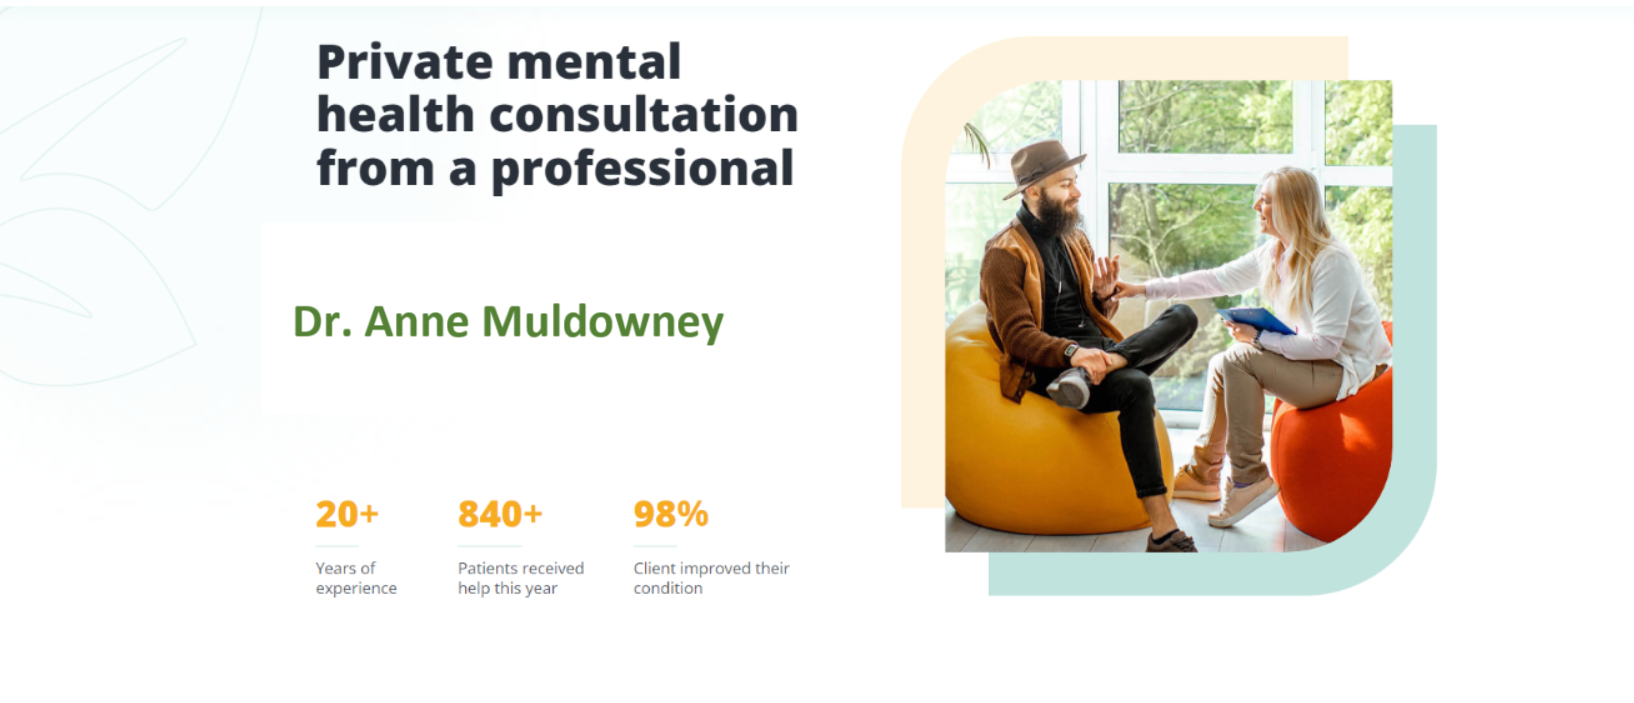 Private mental
health consultation
from a professional
Dr. Anne Muldowney
20+
Years of
experience
840+
Patients received
help this year
98%
Client improved their
condition